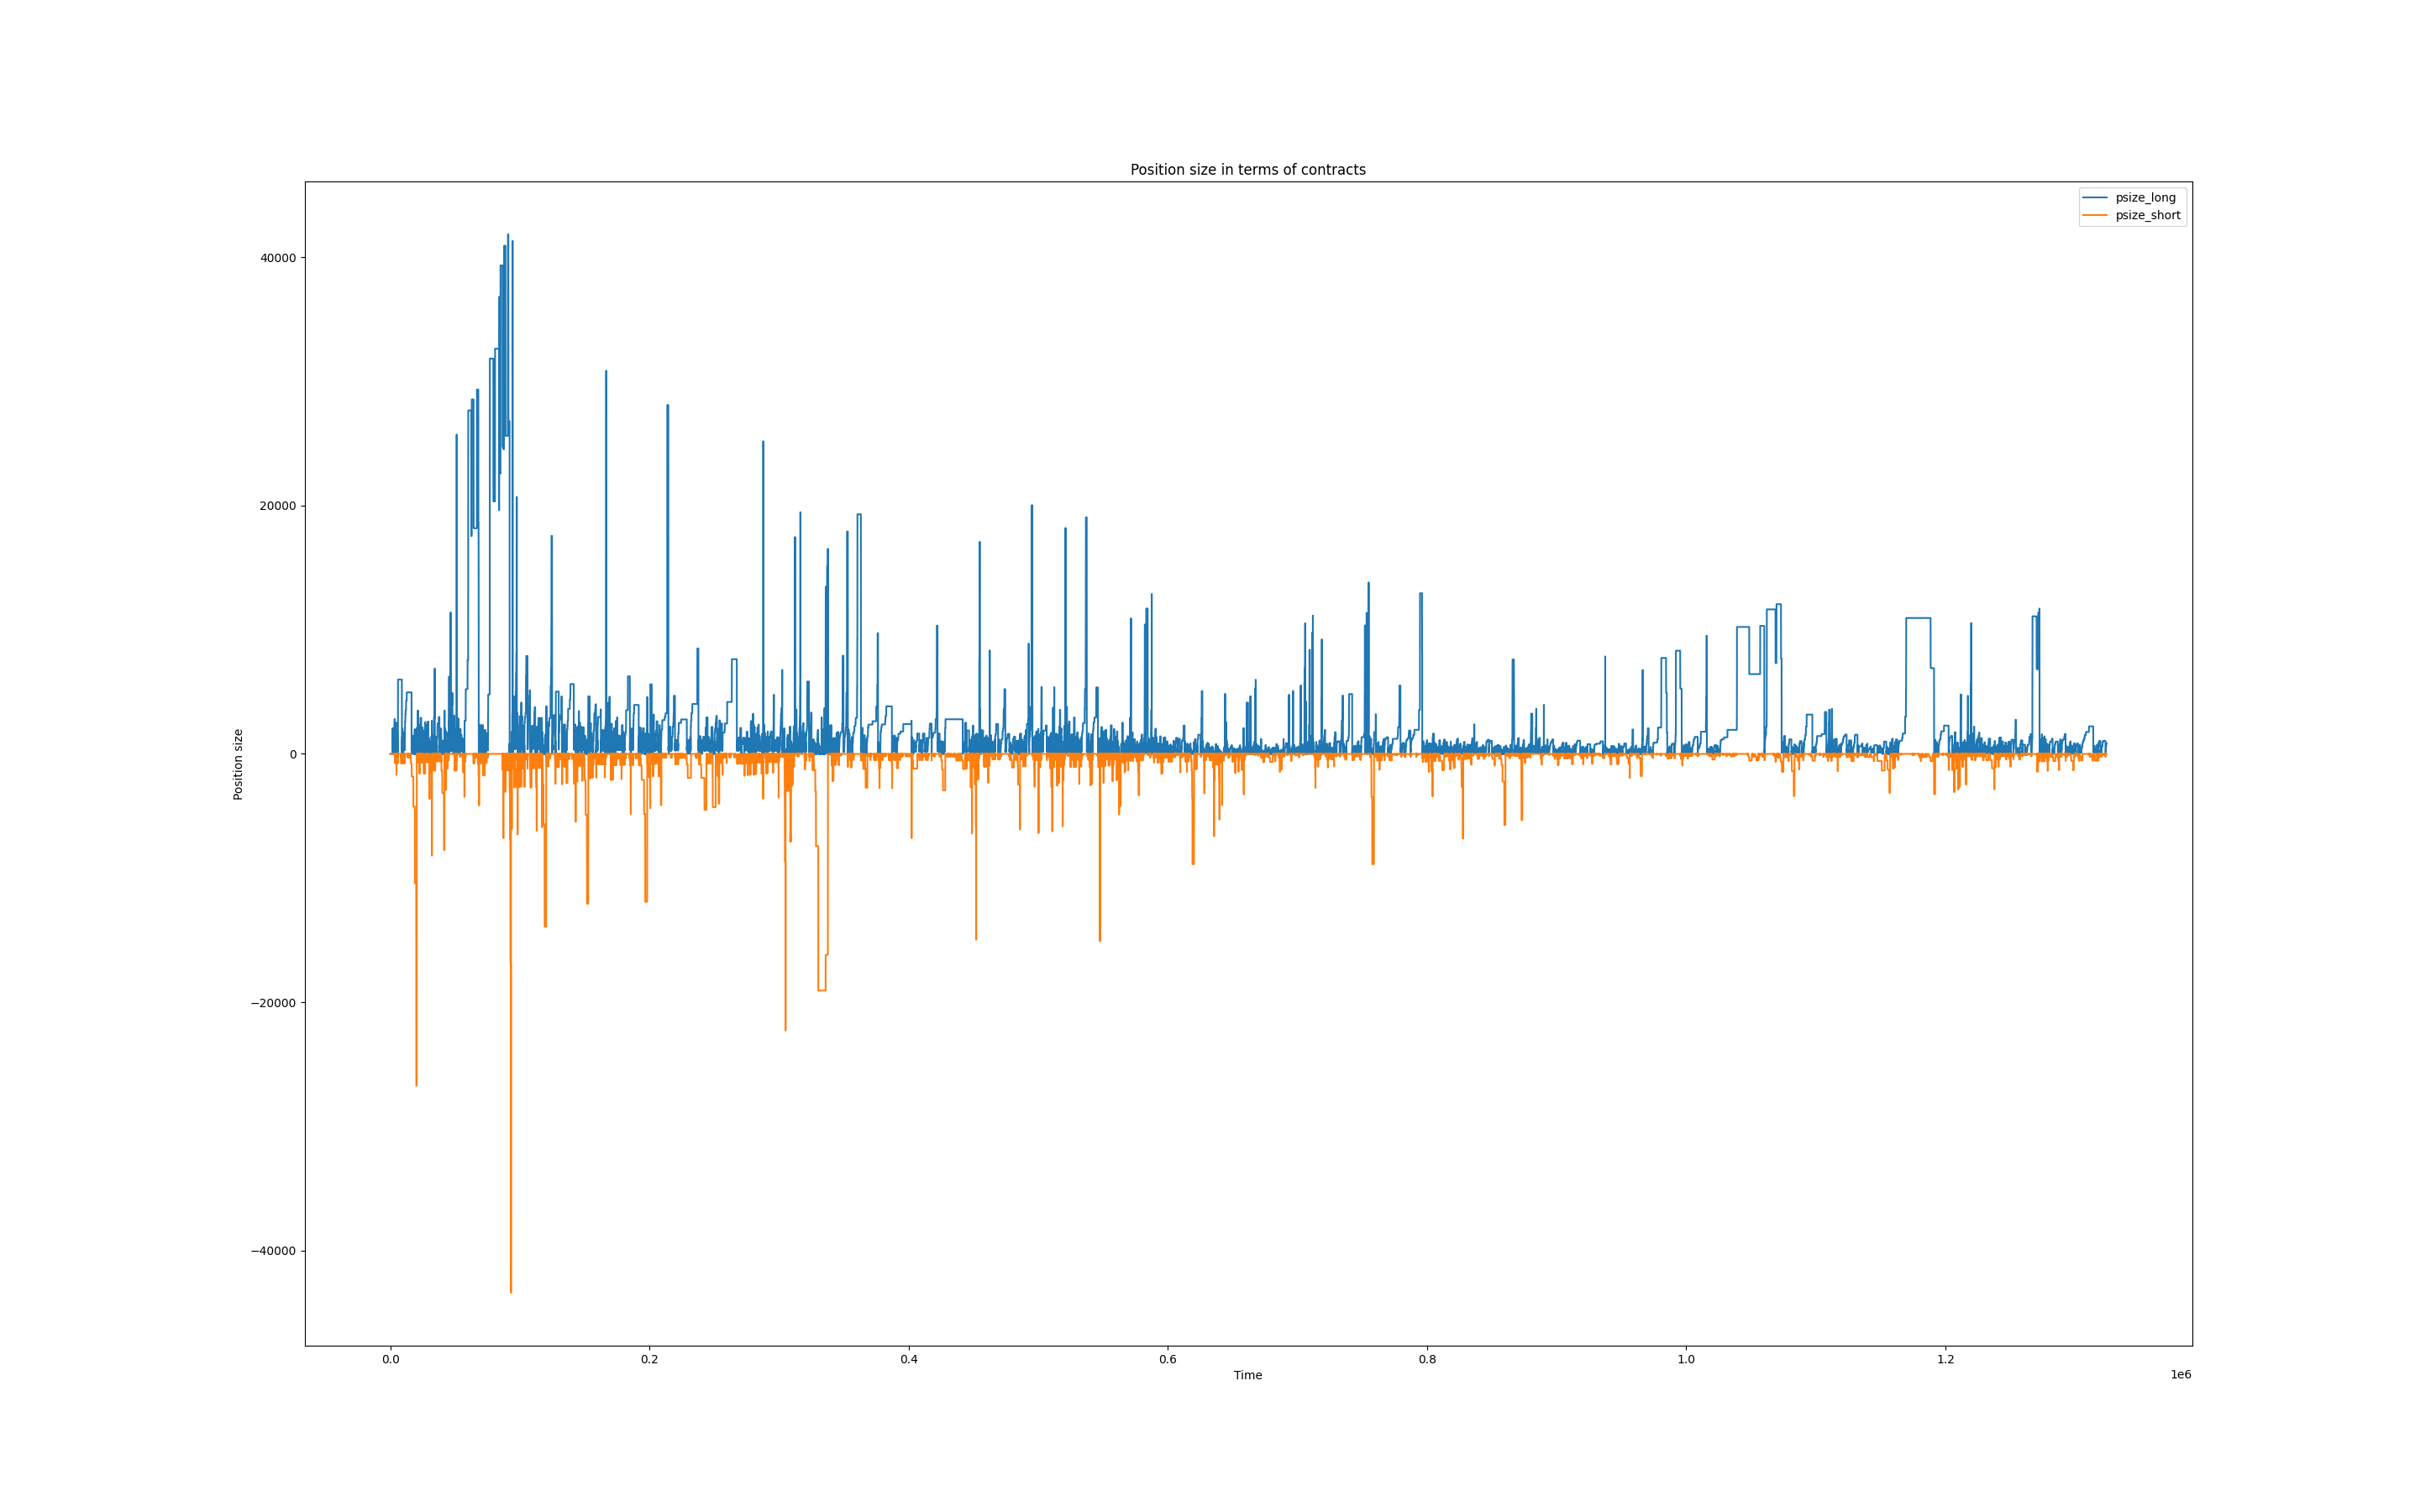 Position size in terms of contracts
psize_long
psize_short
40000
20000
0
−20000
−40000
Position size
0.0 0.2 0.4 0.6 0.8 1.0 1.2
Time
1e6